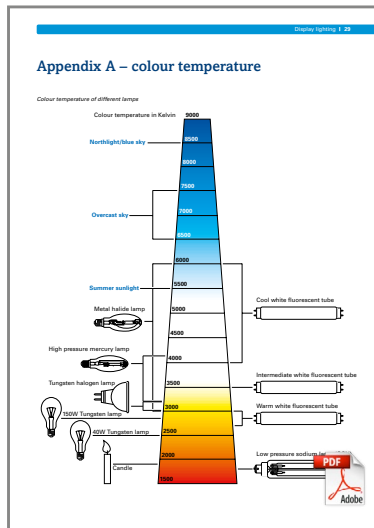 Display lighting I 29
Appendix A – colour temperature
Colour temperature of different lamps
Colour temperature in Kelvin
9000
Northlight/blue sky
8500
8000
7500
Overcast sky
7000
6500
6000
Summer sunlight
5500
Cool white fluorescent tube
Metal halide lamp
5000
4500
High pressure mercury lamp
4000
Intermediate white fluorescent tube
Tungsten halogen lamp
3500
Warm white fluorescent tube
3000
150W Tungsten lamp
40W Tungsten lamp
2500
Low pressure sodium
2000
Candle
1500
PDF
Adobe